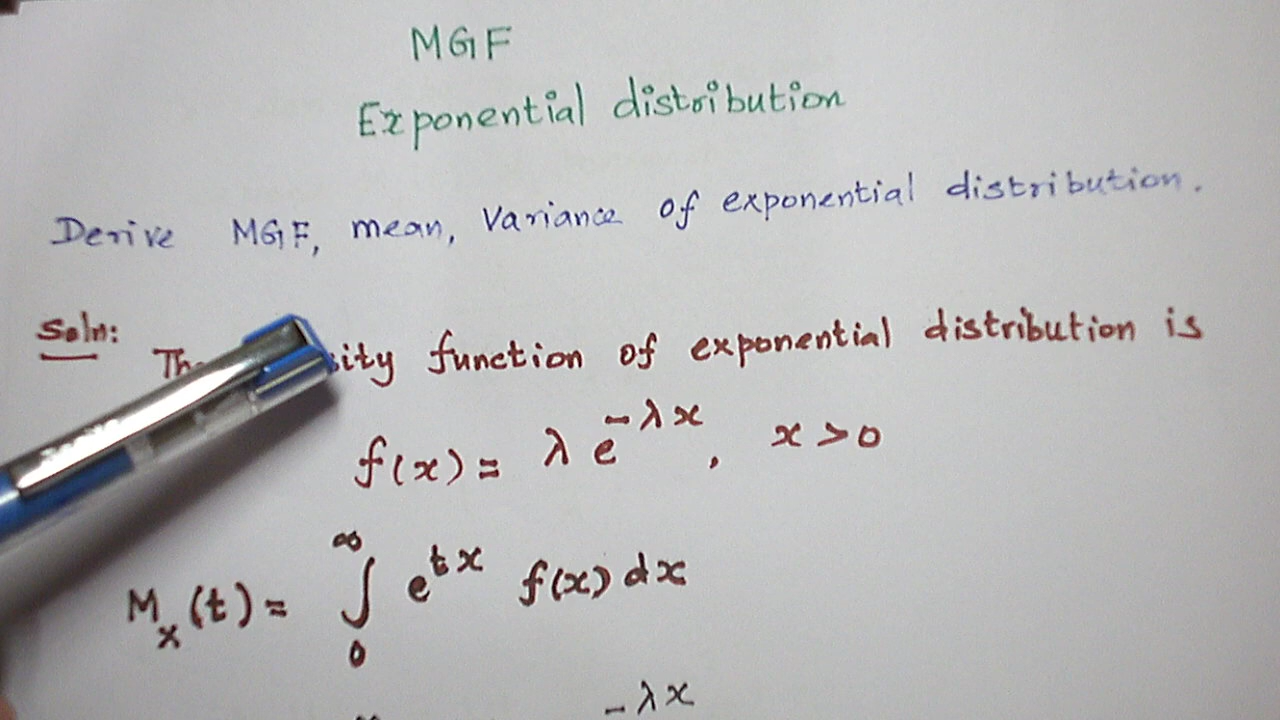 MGF
Exponential distribution
Derive MGF, mean, Variance of exponential distribution.
Soln:
function of exponential distribution is
f(x) = λ e^{-λx}, x > 0
M_x(t) = ∫_0^∞ e^{tx} f(x) dx
-λx